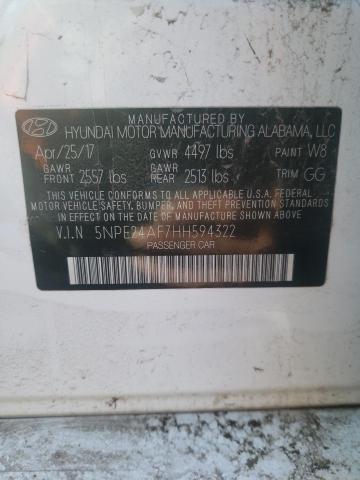 MANUFACTURED BY
HYUNDAI MOTOR MANUFACTURING ALABAMA, LLC
Apr/25/17 GVWR 4497 lbs PAINT W8
GAWR FRONT 2557 lbs GAWR REAR 2513 lbs TRIM GG
THIS VEHICLE CONFORMS TO ALL APPLICABLE U.S.A FEDERAL
MOTOR VEHICLE SAFETY, BUMPER, AND THEFT PREVENTION
STANDARDS IN EFFECT ON THE DATE OF MANUFACTURE SHOWN ABOVE.
V.I.N 5NPE24AF7HH594322
PASSENGER CAR